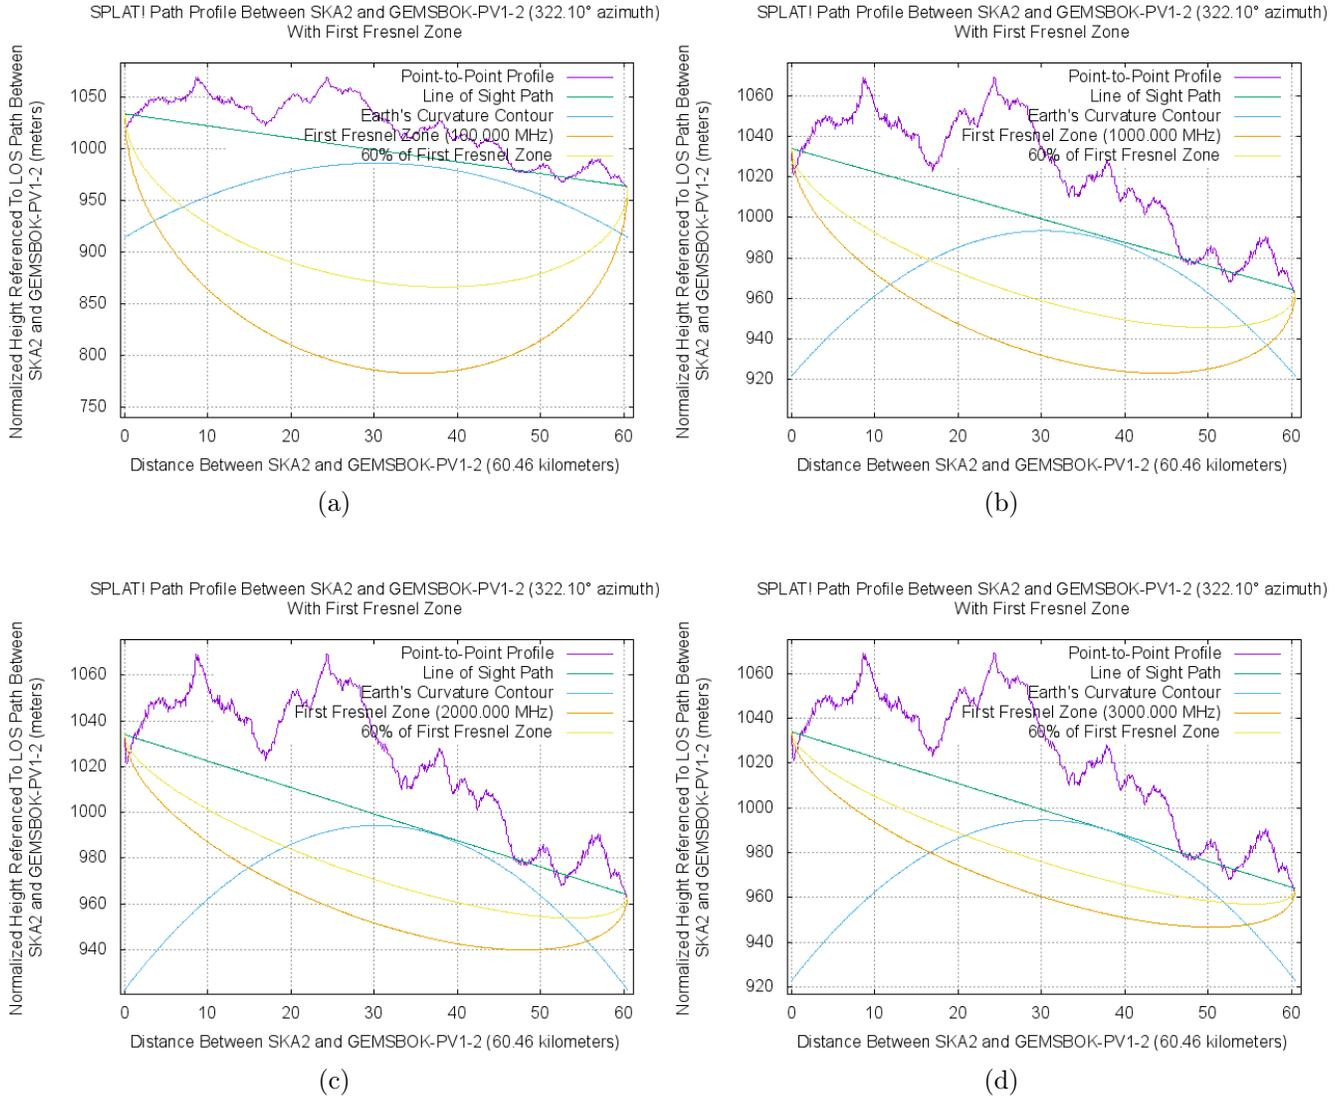 SPLAT! Path Profile Between SKA2 and GEMSBOK-PV1-2 (322.10° azimuth)
With First Fresnel Zone
Normalized Height Referenced To LOS Path Between
SKA2 and GEMSBOK-PV1-2 (meters)
Point-to-Point Profile
Line of Sight Path
Earth's Curvature Contour
First Fresnel Zone (100.000 MHz)
60% of First Fresnel Zone
1050
1000
950
900
850
800
750
0 10 20 30 40 50 60
Distance Between SKA2 and GEMSBOK-PV1-2 (60.46 kilometers)
(a)
SPLAT! Path Profile Between SKA2 and GEMSBOK-PV1-2 (322.10° azimuth)
With First Fresnel Zone
Normalized Height Referenced To LOS Path Between
SKA2 and GEMSBOK-PV1-2 (meters)
Point-to-Point Profile
Line of Sight Path
Earth's Curvature Contour
First Fresnel Zone (1000.000 MHz)
60% of First Fresnel Zone
1060
1040
1020
1000
980
960
940
920
0 10 20 30 40 50 60
Distance Between SKA2 and GEMSBOK-PV1-2 (60.46 kilometers)
(b)
SPLAT! Path Profile Between SKA2 and GEMSBOK-PV1-2 (322.10° azimuth)
With First Fresnel Zone
Normalized Height Referenced To LOS Path Between
SKA2 and GEMSBOK-PV1-2 (meters)
Point-to-Point Profile
Line of Sight Path
Earth's Curvature Contour
First Fresnel Zone (2000.000 MHz)
60% of First Fresnel Zone
1060
1040
1020
1000
980
960
940
0 10 20 30 40 50 60
Distance Between SKA2 and GEMSBOK-PV1-2 (60.46 kilometers)
(c)
SPLAT! Path Profile Between SKA2 and GEMSBOK-PV1-2 (322.10° azimuth)
With First Fresnel Zone
Normalized Height Referenced To LOS Path Between
SKA2 and GEMSBOK-PV1-2 (meters)
Point-to-Point Profile
Line of Sight Path
Earth's Curvature Contour
First Fresnel Zone (3000.000 MHz)
60% of First Fresnel Zone
1060
1040
1020
1000
980
960
940
920
0 10 20 30 40 50 60
Distance Between SKA2 and GEMSBOK-PV1-2 (60.46 kilometers)
(d)